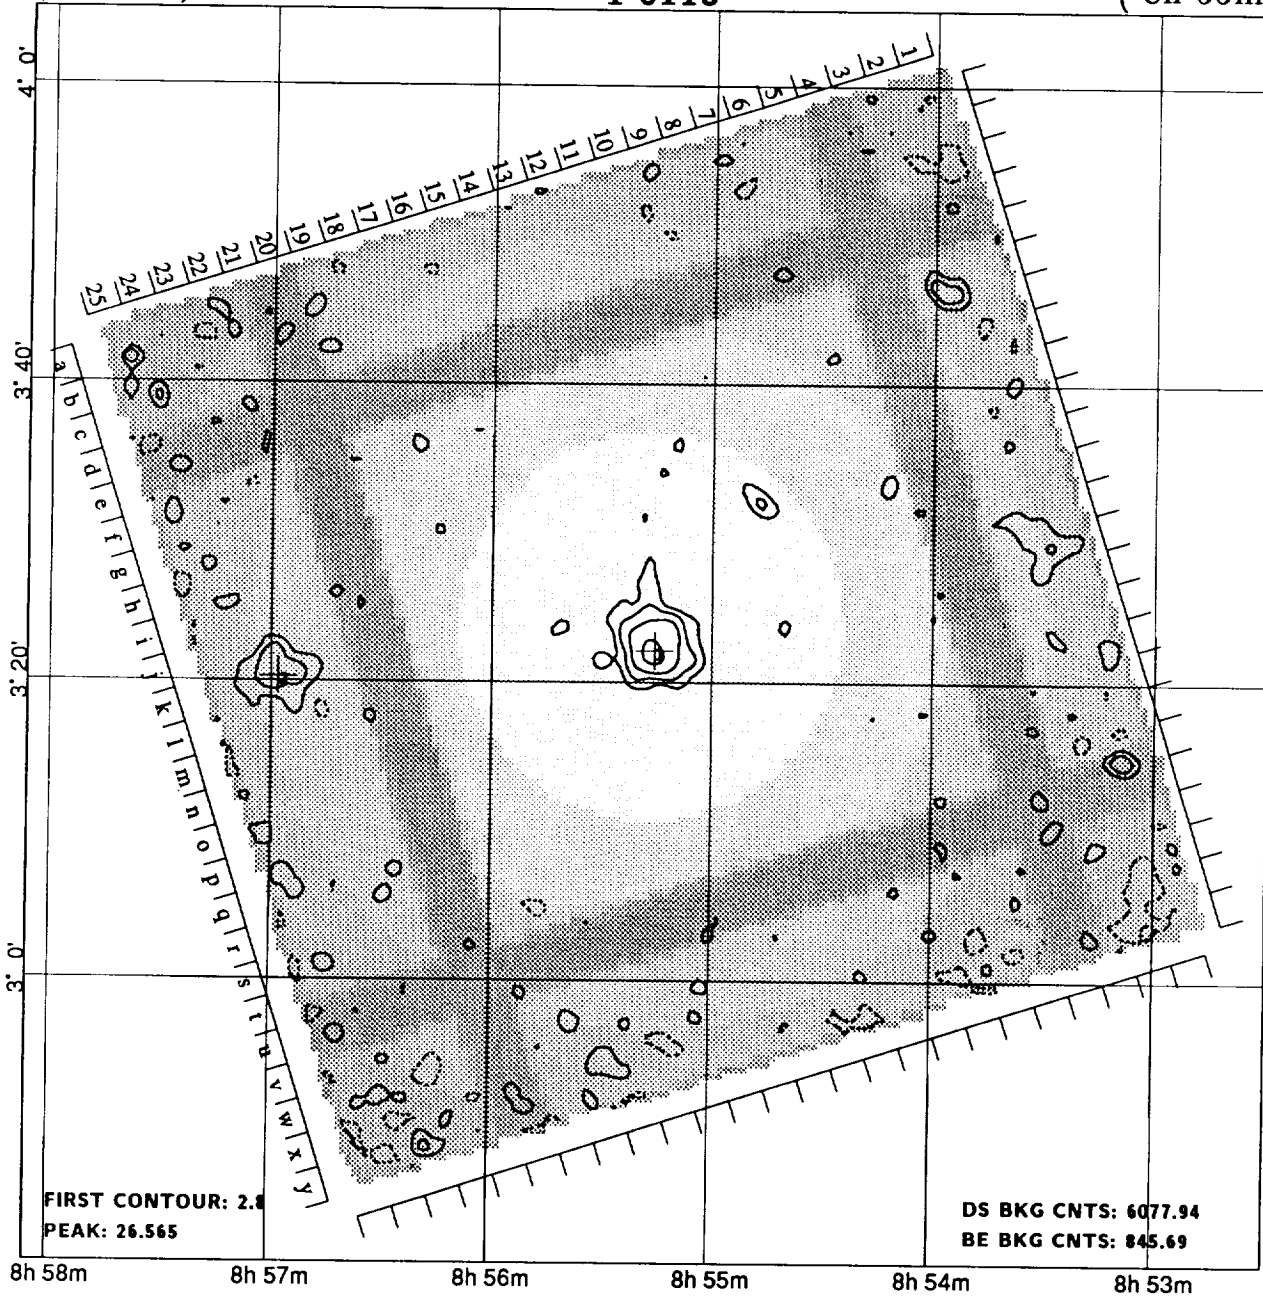 1 2 3 4 5 6 7 8 9 10 11 12 13 14 15 16 17 18 19 20 21 22 23 24 25
4° 0'
3° 40'
3° 20'
3° 0'
a b c d e f g h i j k l m n o p q r s t u v w x y
FIRST CONTOUR: 2.8
PEAK: 26.565
DS BKG CNTS: 6077.94
BE BKG CNTS: 845.69
8h 58m 8h 57m 8h 56m 8h 55m 8h 54m 8h 53m